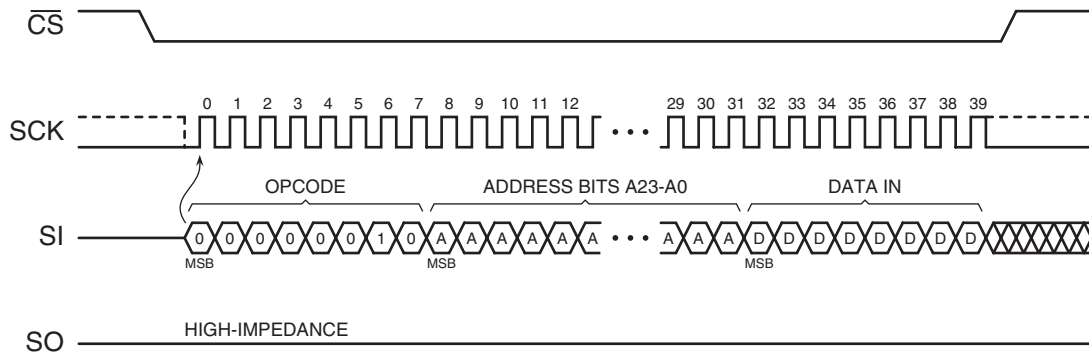 CS
0 1 2 3 4 5 6 7 8 9 10 11 12 29 30 31 32 33 34 35 36 37 38 39
SCK
OPCODE ADDRESS BITS A23-A0 DATA IN
SI 0 0 0 0 0 0 1 0 A A A A A A • • • A A A D D D D D D D D
MSB MSB MSB
HIGH-IMPEDANCE
SO